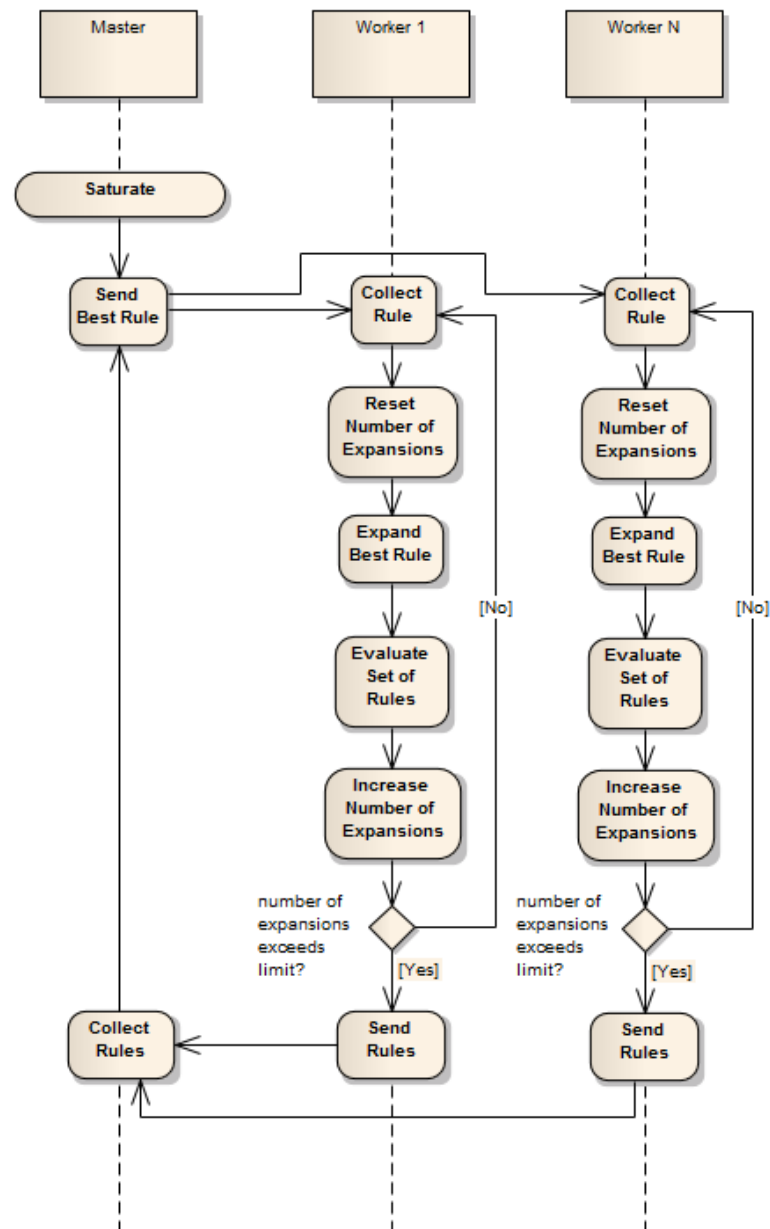 Master
Worker 1
Worker N
Saturate
Send
Best Rule
Collect
Rule
Collect
Rule
Reset
Number of
Expansions
Reset
Number of
Expansions
Expand
Best Rule
Expand
Best Rule
[No]
[No]
Evaluate
Set of
Rules
Evaluate
Set of
Rules
Increase
Number of
Expansions
Increase
Number of
Expansions
number of
expansions
exceeds
limit?
[Yes]
number of
expansions
exceeds
limit?
[Yes]
Collect
Rules
Send
Rules
Send
Rules